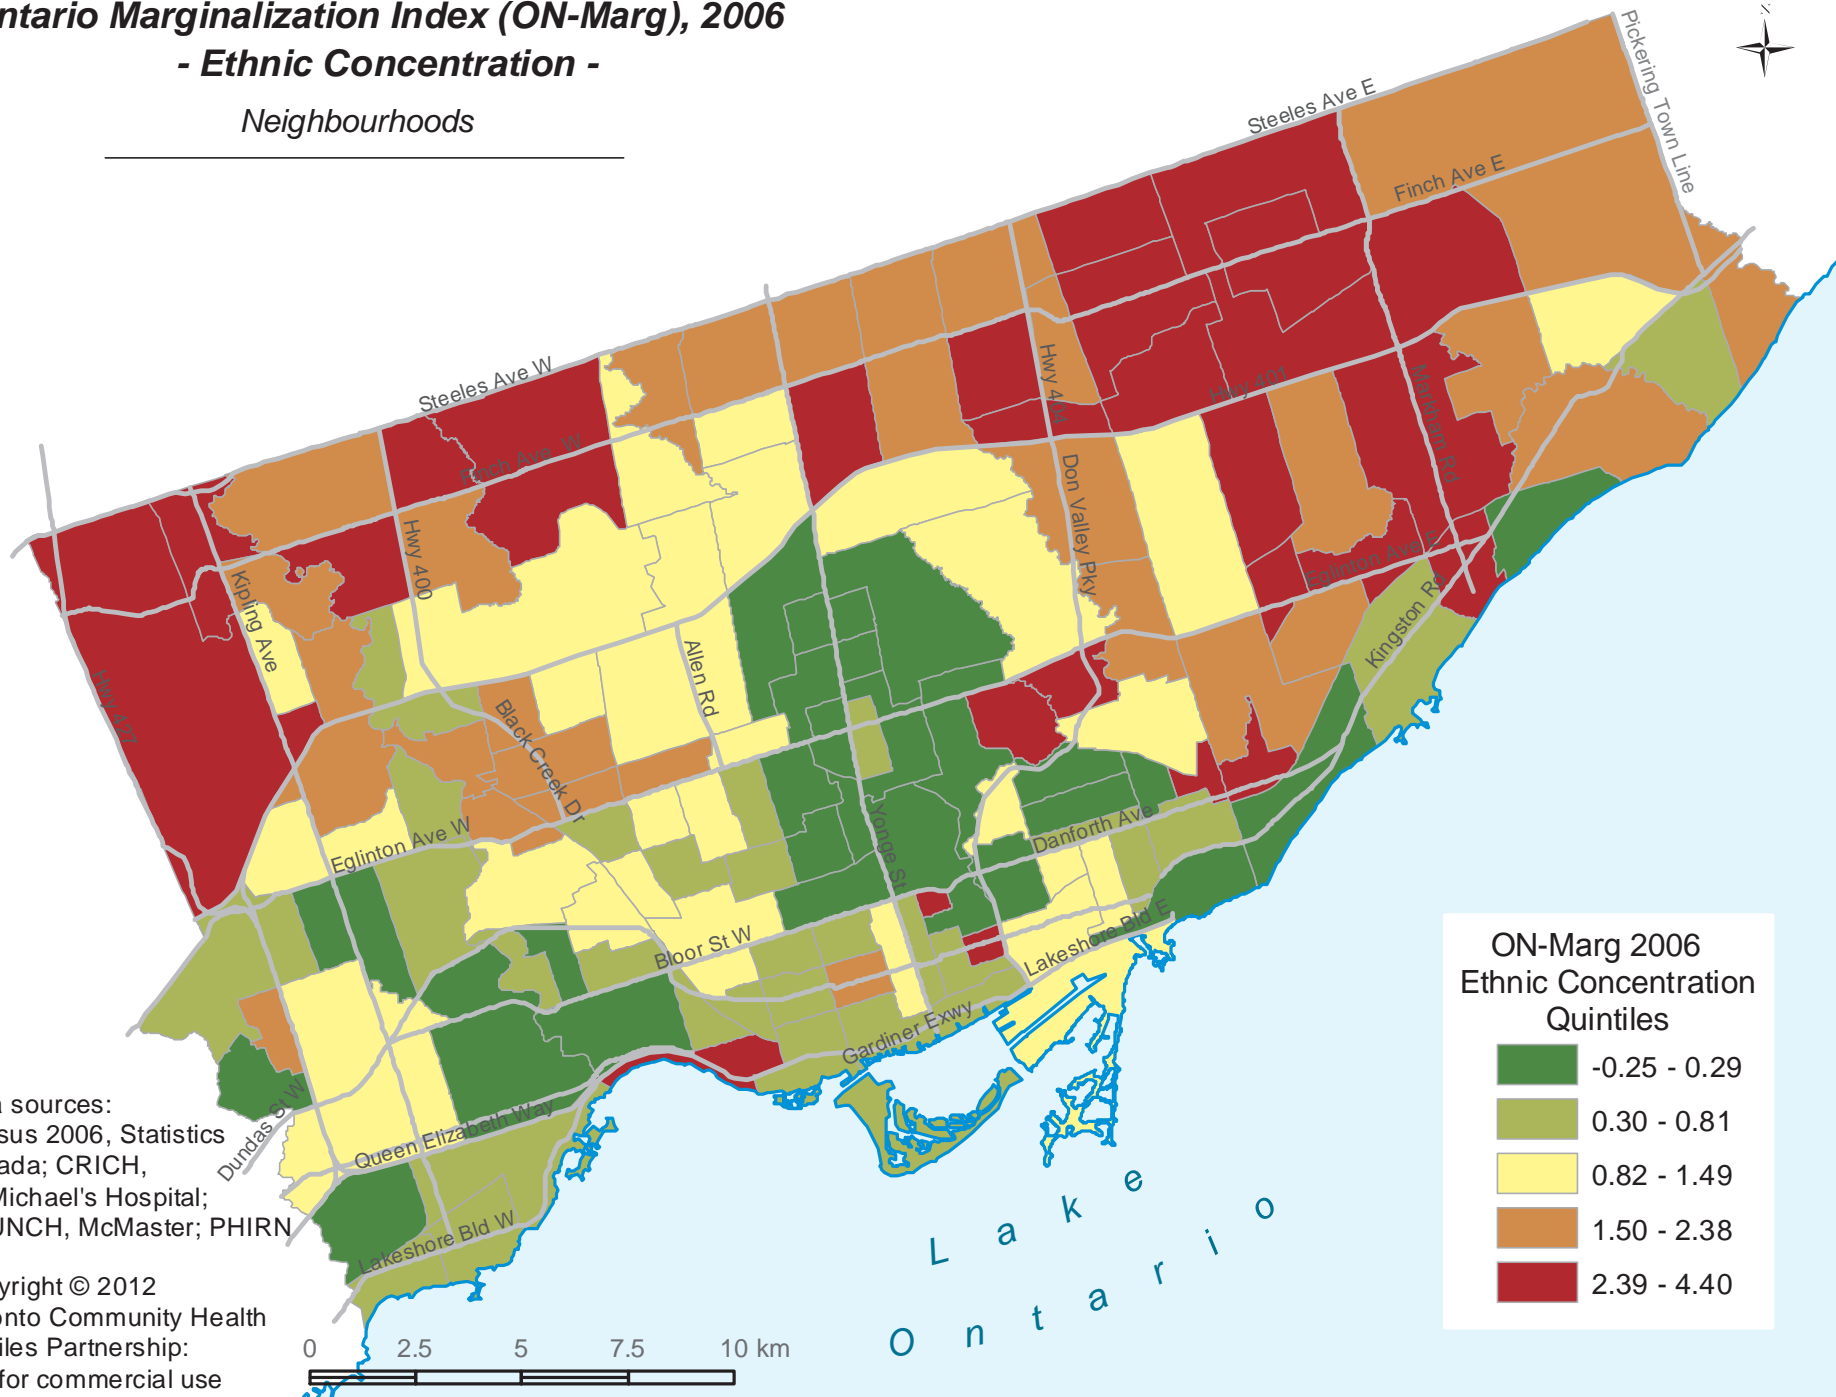 ntario Marginalization Index (ON-Marg), 2006
- Ethnic Concentration -
Neighbourhoods
N
Pickering Town Line
Steeles Ave E
Finch Ave E
Steeles Ave W
Finch Ave W
Hwy 404
Hwy 401
Markham Rd
Hwy 400
Don Valley Pky
Eglinton Ave E
Kipling Ave
Kingston Rd
Hwy 427
Allen Rd
Black Creek Dr
Yonge St
Danforth Ave
Eglinton Ave W
Bloor St W
Lakeshore Bld E
Gardiner Exwy
Dundas St W
Queen Elizabeth Way
Lakeshore Bld W
Lake
Ontario
ON-Marg 2006
Ethnic Concentration
Quintiles
-0.25 - 0.29
0.30 - 0.81
0.82 - 1.49
1.50 - 2.38
2.39 - 4.40
a sources:
sus 2006, Statistics
ada; CRICH,
Michael's Hospital;
UNCH, McMaster; PHIRN
yright © 2012
onto Community Health
iles Partnership:
for commercial use
0 2.5 5 7.5 10 km